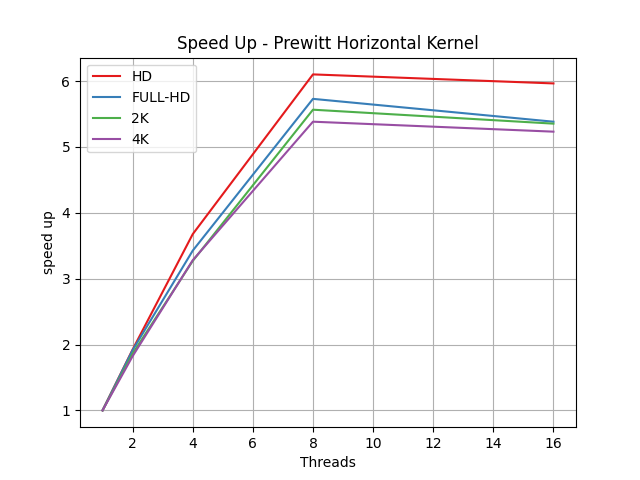 Speed Up - Prewitt Horizontal Kernel
HD
FULL-HD
2K
4K
6
5
4
3
2
1
speed up
2 4 6 8 10 12 14 16
Threads